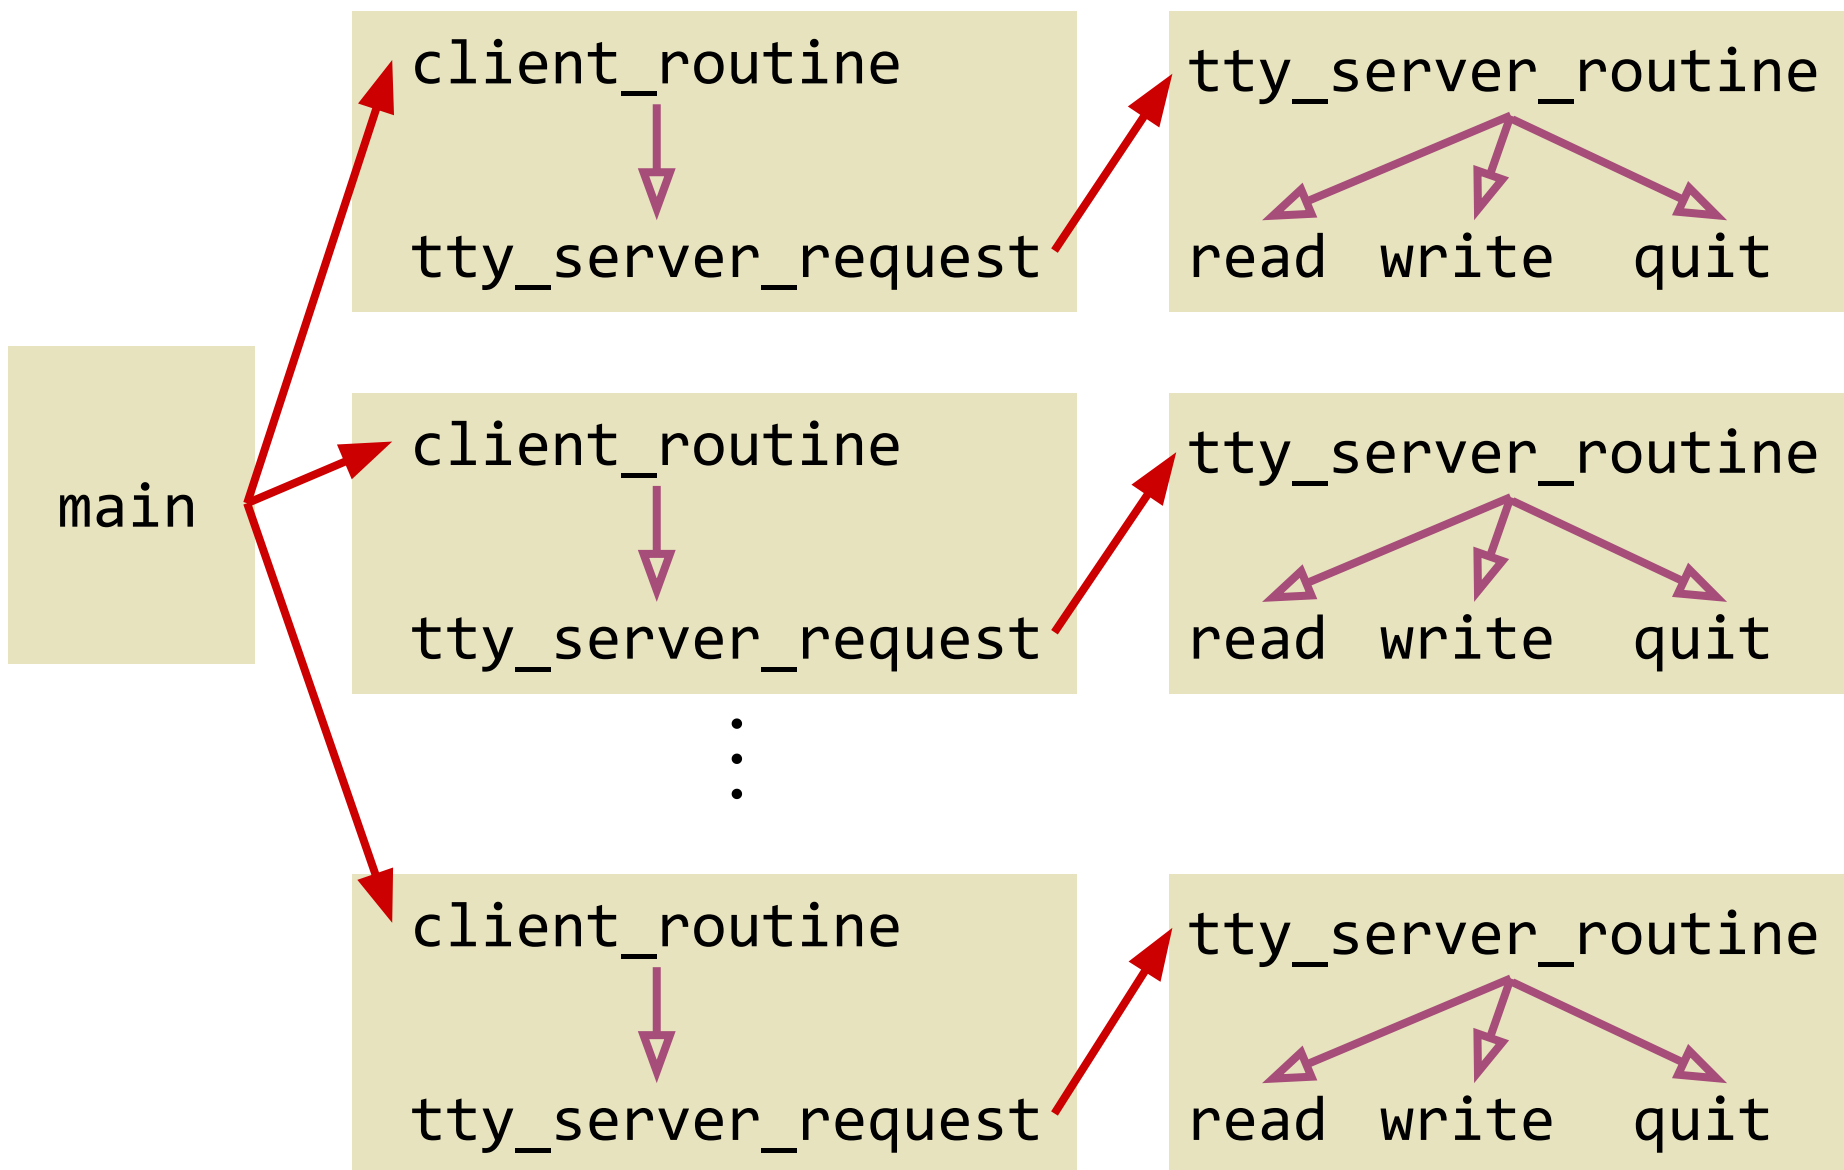 client_routine
tty_server_routine
tty_server_request
read write quit
main
client_routine
tty_server_routine
tty_server_request
read write quit
client_routine
tty_server_routine
tty_server_request
read write quit